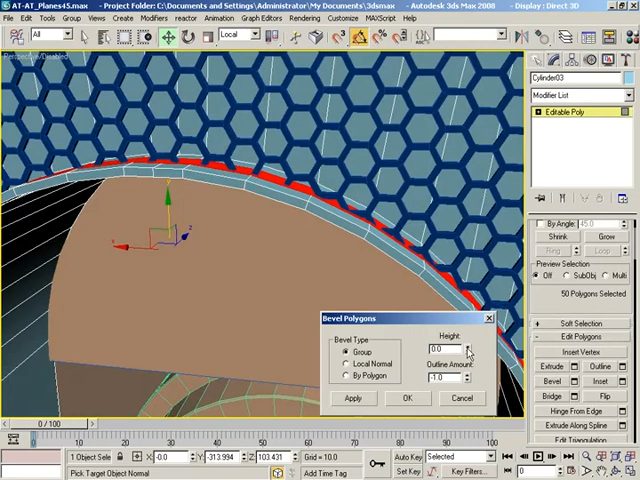 AT-AT_Planes45.max - Project Folder: C:\Documents and Settings\Administrator\My Documents\3dsmax - Autodesk 3ds Max 2008 - Display: Direct 3D
File Edit Tools Group Views Create Modifiers reactor Animation Graph Editors Rendering Customize MAXScript Help
All Local
Perspective/Disabled
Cylinder03
Modifier List
Editable Poly
By Angle: 45.0
Shrink Grow
Ring Loop
Preview Selection
Off SubObj Multi
50 Polygons Selected
Soft Selection
Edit Polygons
Insert Vertex
Extrude Outline
Bevel Inset
Bridge Flip
Hinge From Edge
Extrude Along Spline
Edit Triangulation
Bevel Polygons
Bevel Type
Group
Local Normal
By Polygon
Height:
0.0
Outline Amount:
-1.0
Apply OK Cancel
0 / 100
0 10 20 30 40 50 60 70 80 90 100
1 Object Selec X: -0.0 Y: -313.994 Z: 103.431 Grid = 10.0 Auto Key Selected
Pick Target Object Normal Add Time Tag Set Key Key Filters... 0